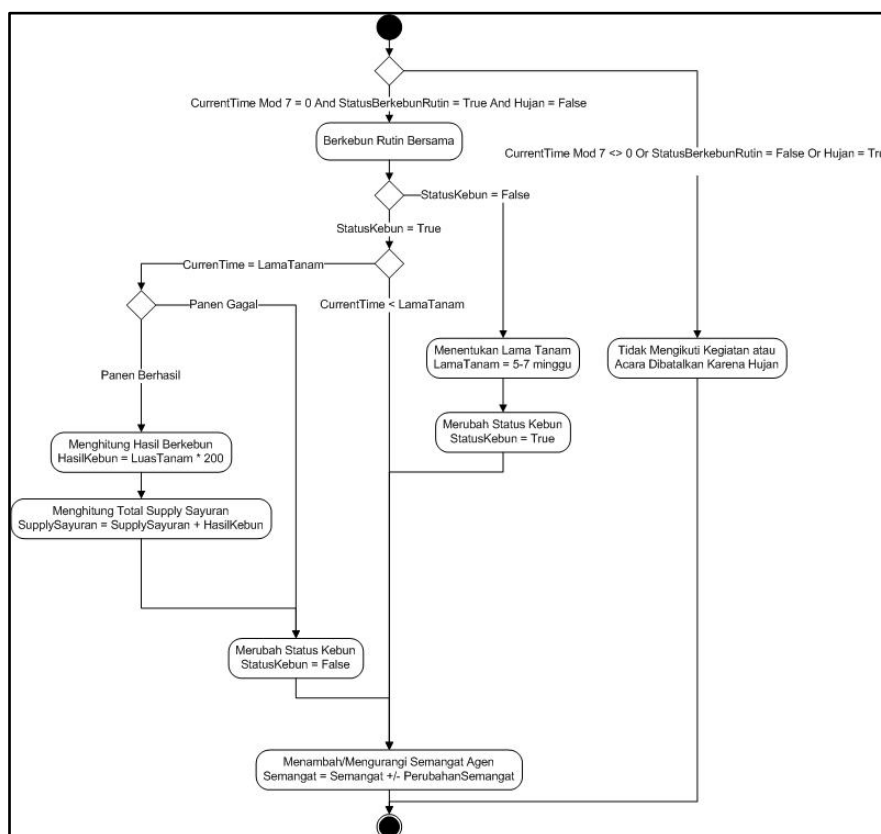 CurrentTime Mod 7 = 0 And StatusBerkebunRutin = True And Hujan = False
Berkebun Rutin Bersama
CurrentTime Mod 7 <> 0 Or StatusBerkebunRutin = False Or Hujan = Tru
StatusKebun = False
StatusKebun = True
CurrenTime = LamaTanam
Panen Gagal
CurrentTime < LamaTanam
Menentukan Lama Tanam
LamaTanam = 5-7 minggu
Tidak Mengikuti Kegiatan atau
Acara Dibatalkan Karena Hujan
Panen Berhasil
Merubah Status Kebun
StatusKebun = True
Menghitung Hasil Berkebun
HasilKebun = LuasTanam * 200
Menghitung Total Supply Sayuran
SupplySayuran = SupplySayuran + HasilKebun
Merubah Status Kebun
StatusKebun = False
Menambah/Mengurangi Semangat Agen
Semangat = Semangat +/- PerubahanSemangat